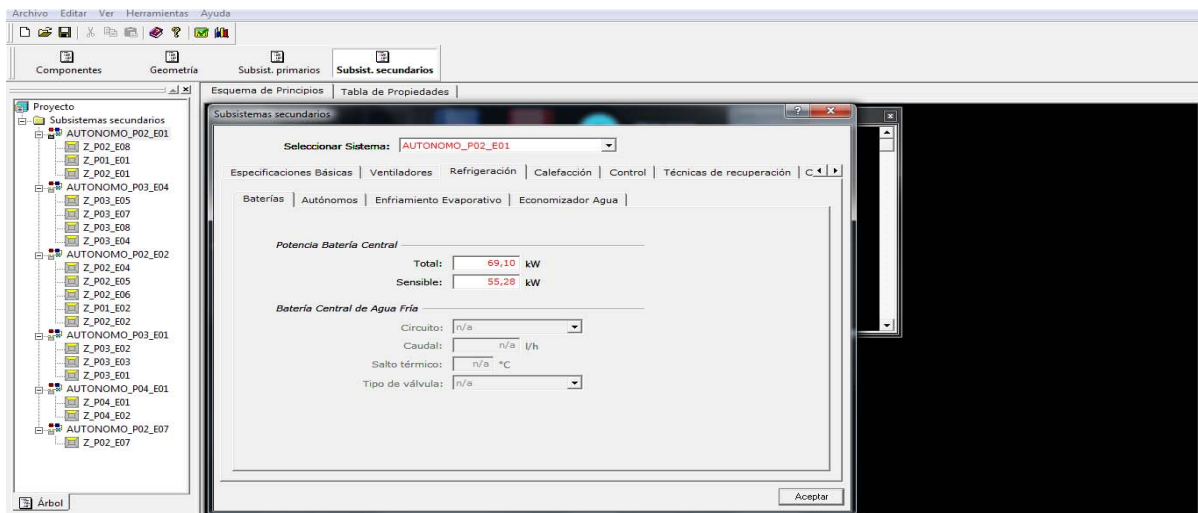 Archivo Editar Ver Herramientas Ayuda
Componentes Geometría Subsist. primarios Subsist. secundarios
Esquema de Principios Tabla de Propiedades
Proyecto
Subsistemas secundarios
AUTONOMO_P02_E01
Z_P02_E08
Z_P01_E01
Z_P02_E01
AUTONOMO_P03_E04
Z_P03_E05
Z_P03_E07
Z_P03_E08
Z_P03_E04
AUTONOMO_P02_E02
Z_P02_E04
Z_P02_E05
Z_P02_E06
Z_P01_E02
Z_P02_E02
AUTONOMO_P03_E01
Z_P03_E02
Z_P03_E03
Z_P03_E01
AUTONOMO_P04_E01
Z_P04_E01
Z_P04_E02
AUTONOMO_P02_E07
Z_P02_E07
Árbol
Subsistemas secundarios
Seleccionar Sistema: AUTONOMO_P02_E01
Especificaciones Básicas Ventiladores Refrigeración Calefacción Control Técnicas de recuperación C
Baterías Autónomos Enfriamiento Evaporativo Economizador Agua
Potencia Batería Central
Total: 69,10 kW
Sensible: 55,28 kW
Batería Central de Agua Fría
Circuito: n/a
Caudal: n/a l/h
Salto térmico: n/a °C
Tipo de válvula: n/a
Aceptar